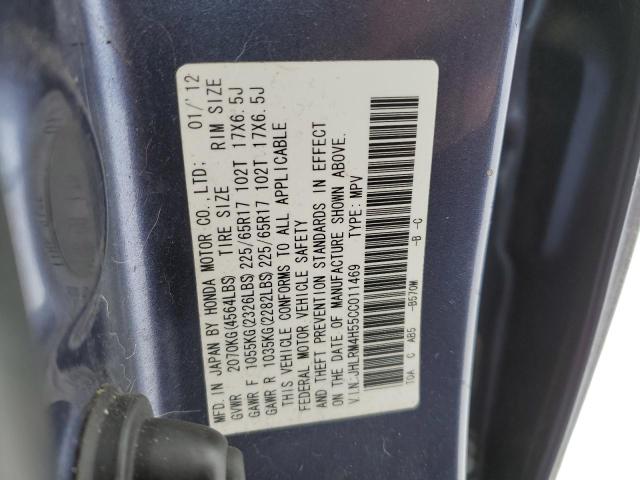 MFD. IN JAPAN BY HONDA MOTOR CO., LTD: 01/'12
TIRE SIZE RIM SIZE
GVWR 2070KG(4564LBS)
GAWR F 1055KG(2326LBS) 225/65R17 102T 17X6.5J
GAWR R 1035KG(2282LBS) 225/65R17 102T 17X6.5J
THIS VEHICLE CONFORMS TO ALL APPLICABLE
FEDERAL MOTOR VEHICLE SAFETY
AND THEFT PREVENTION STANDARDS IN EFFECT
ON THE DATE OF MANUFACTURE SHOWN ABOVE.
V.I.N:JHLRM4H55CC011469 TYPE: MPV
TOA C AB5 -B570M -B -C